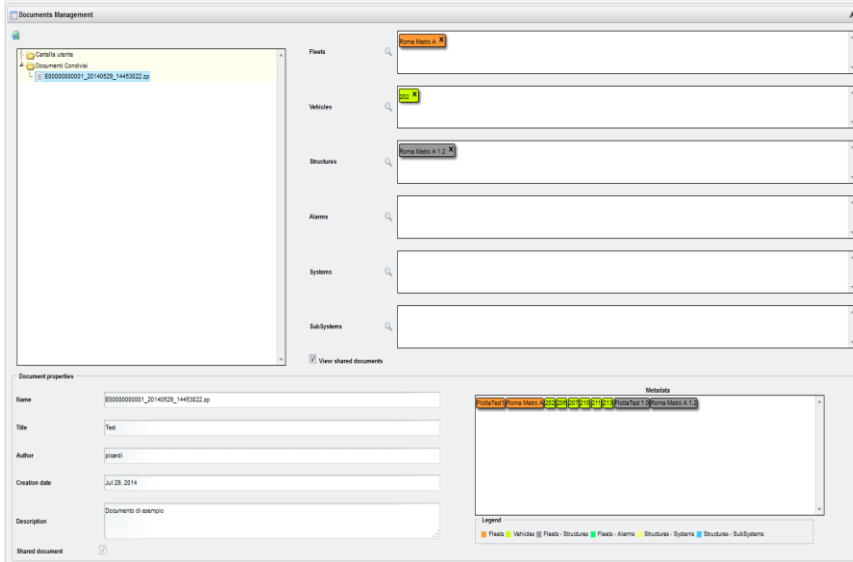 Documents Management
Cartella utente
Documenti Condivisi
E00000000001_20140529_14453022.zip
Fleets
Roma Metro A X
Vehicles
202 X
Structures
Roma Metro A 1.2 X
Alarms
Systems
SubSystems
View shared documents
Document properties
Name
E00000000001_20140529_14453022.zip
Title
Test
Author
picardi
Creation date
Jul 29, 2014
Description
Documento di esempio
Shared document
Metadata
FlottaTest1 Roma Metro A 202 206 207 210 211 213 FlottaTest 1.0 Roma Metro A 1.2
Legend
Fleets Vehicles Fleets - Structures Fleets - Alarms Structures - Systems Structures - SubSystems